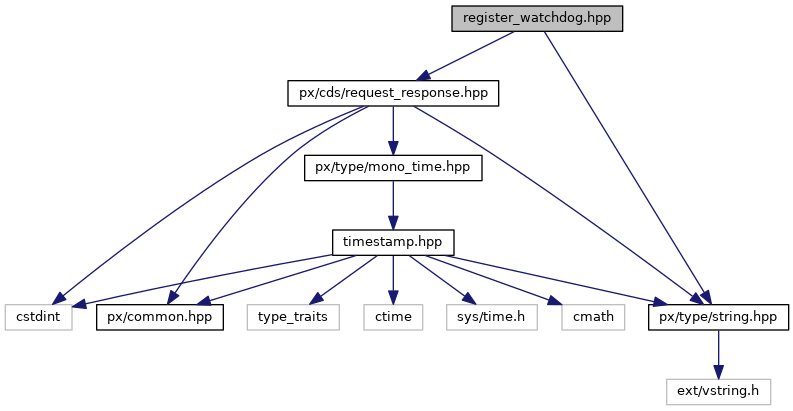 register_watchdog.hpp
px/cds/request_response.hpp
px/type/mono_time.hpp
timestamp.hpp
cstdint
px/common.hpp
type_traits
ctime
sys/time.h
cmath
px/type/string.hpp
ext/vstring.h